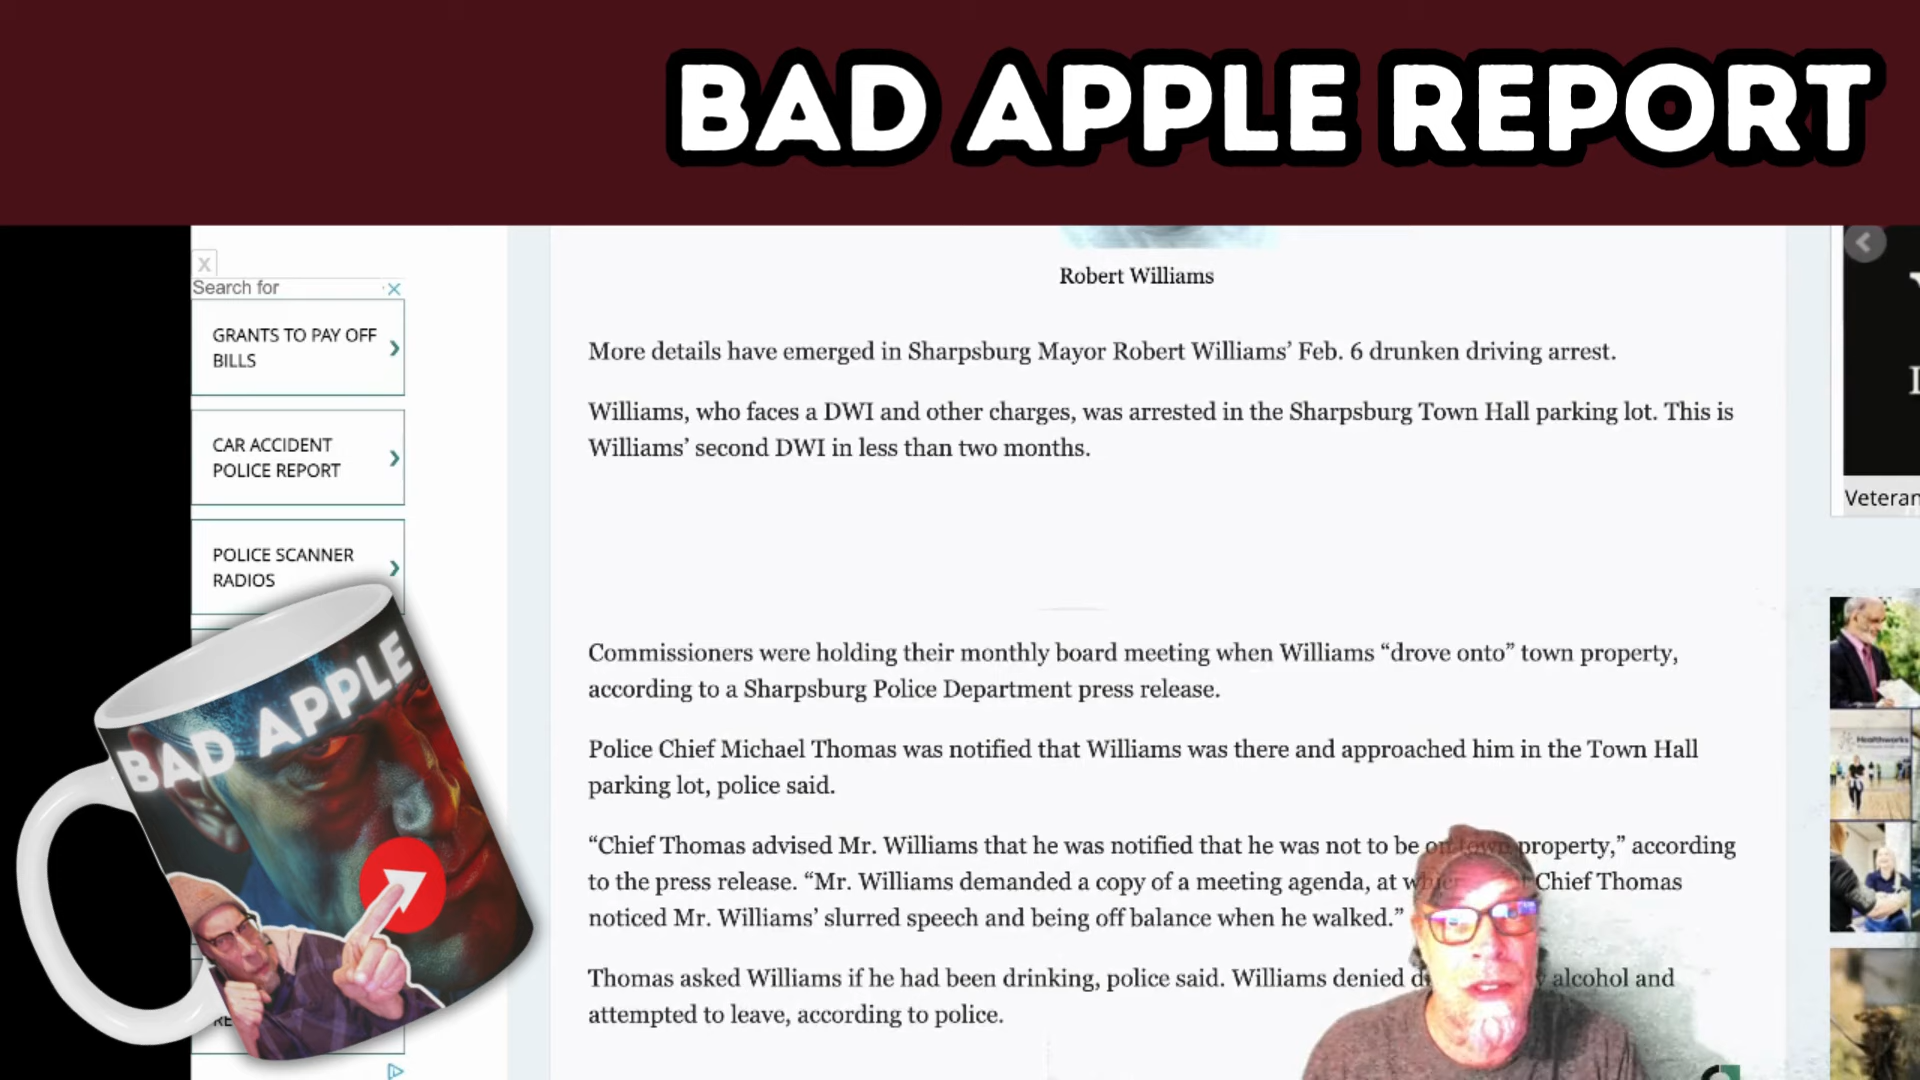 BAD APPLE REPORT
X
Search for
GRANTS TO PAY OFF
BILLS
CAR ACCIDENT
POLICE REPORT
POLICE SCANNER
RADIOS
RE
BAD APPLE
Robert Williams
More details have emerged in Sharpsburg Mayor Robert Williams’ Feb. 6 drunken driving arrest.
Williams, who faces a DWI and other charges, was arrested in the Sharpsburg Town Hall parking lot. This is
Williams’ second DWI in less than two months.
Commissioners were holding their monthly board meeting when Williams “drove onto” town property,
according to a Sharpsburg Police Department press release.
Police Chief Michael Thomas was notified that Williams was there and approached him in the Town Hall
parking lot, police said.
“Chief Thomas advised Mr. Williams that he was notified that he was not to be on town property,” according
to the press release. “Mr. Williams demanded a copy of a meeting agenda, at Chief Thomas
noticed Mr. Williams’ slurred speech and being off balance when he walked.”
Thomas asked Williams if he had been drinking, police said. Williams denied alcohol and
attempted to leave, according to police.
Veteran
Healthworks